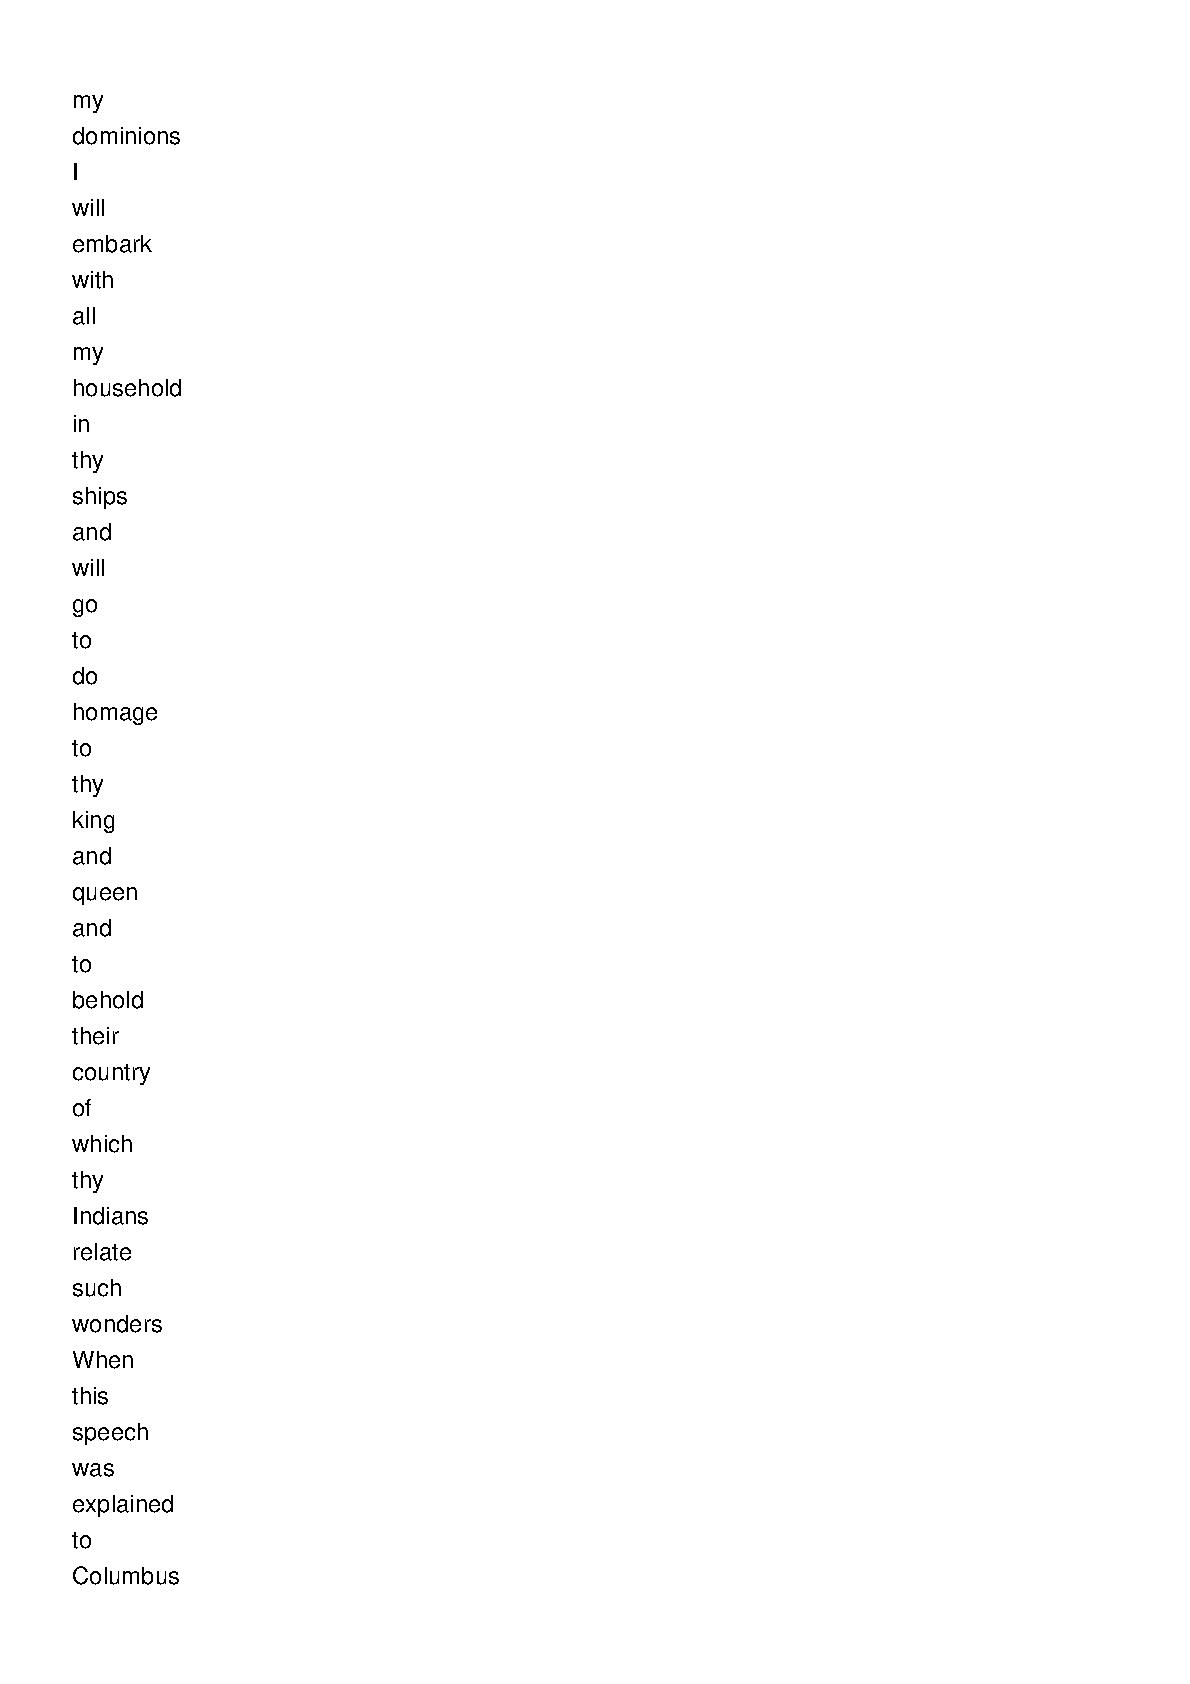 my
dominions
I
will
embark
with
all
my
household
in
thy
ships
and
will
go
to
do
homage
to
thy
king
and
queen
and
to
behold
their
country
of
which
thy
Indians
relate
such
wonders
When
this
speech
was
explained
to
Columbus